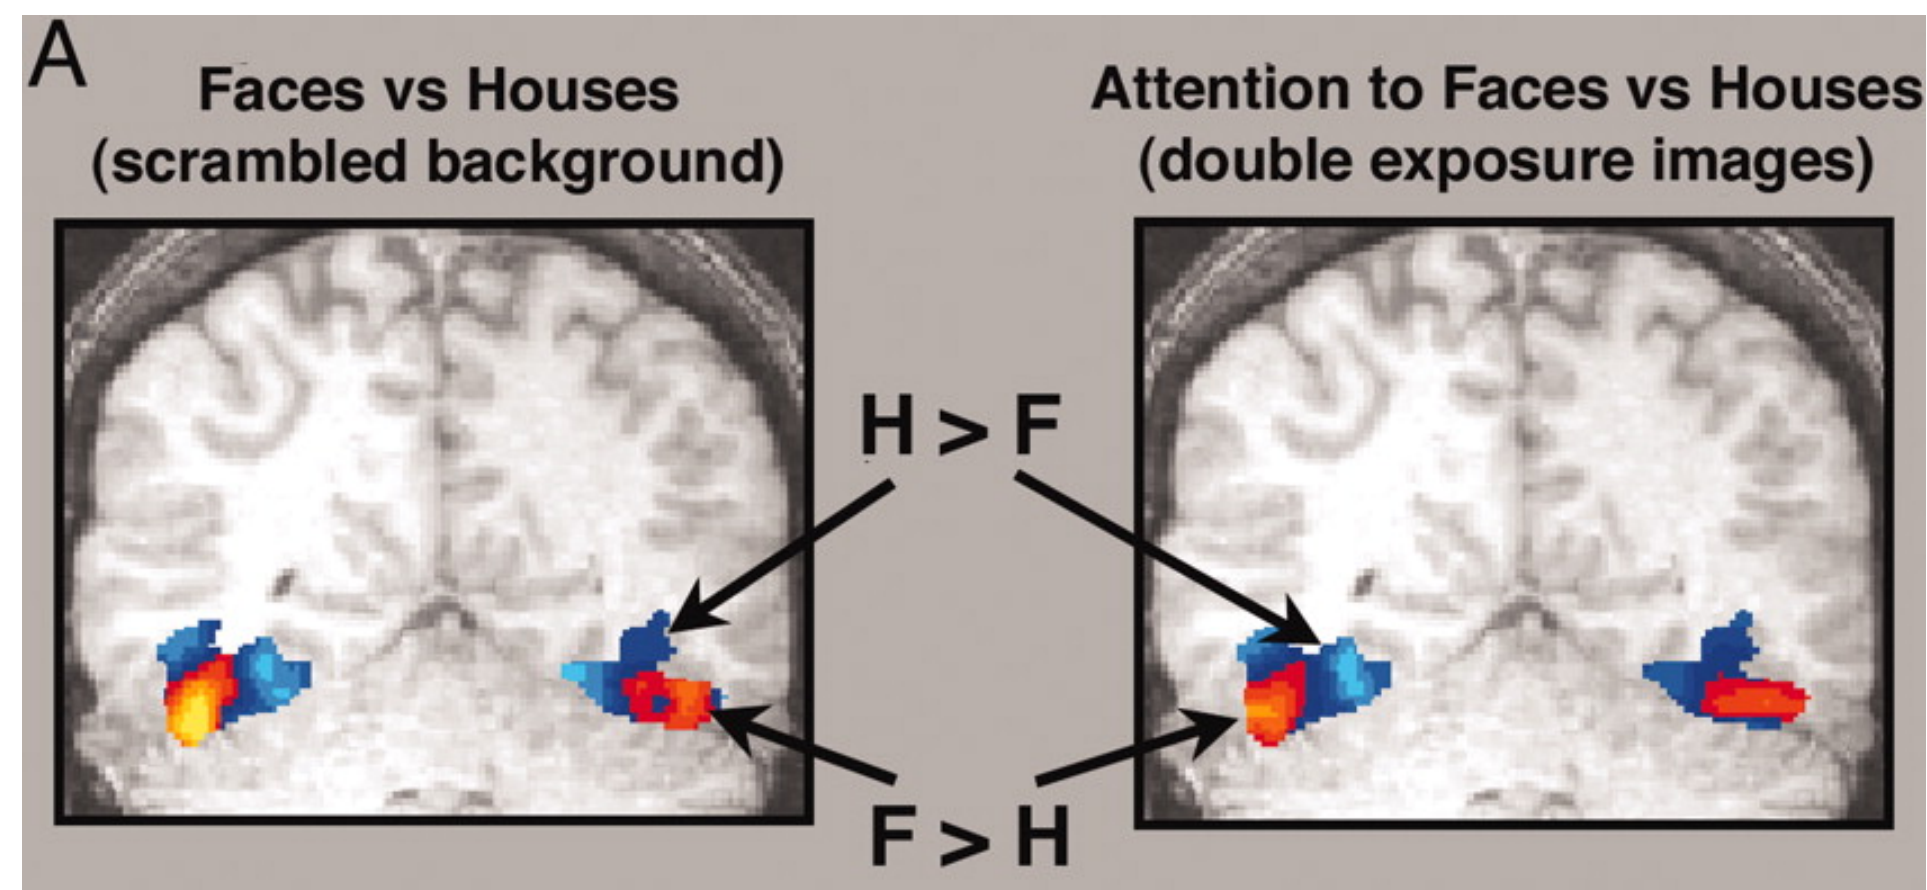 A
Faces vs Houses
(scrambled background)
Attention to Faces vs Houses
(double exposure images)
H > F
F > H